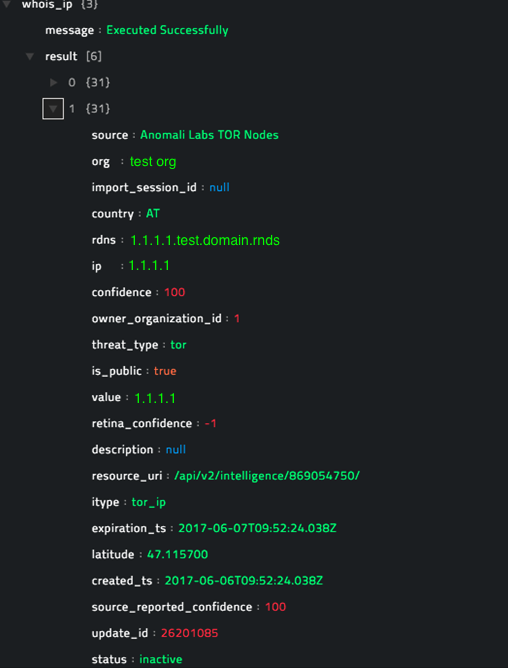 whois_ip {3}
message : Executed Successfully
result [6]
0 {31}
1 {31}
source : Anomali Labs TOR Nodes
org : test org
import_session_id : null
country : AT
rdns : 1.1.1.1.test.domain.rnds
ip : 1.1.1.1
confidence : 100
owner_organization_id : 1
threat_type : tor
is_public : true
value : 1.1.1.1
retina_confidence : -1
description : null
resource_uri : /api/v2/intelligence/869054750/
itype : tor_ip
expiration_ts : 2017-06-07T09:52:24.038Z
latitude : 47.115700
created_ts : 2017-06-06T09:52:24.038Z
source_reported_confidence : 100
update_id : 26201085
status : inactive